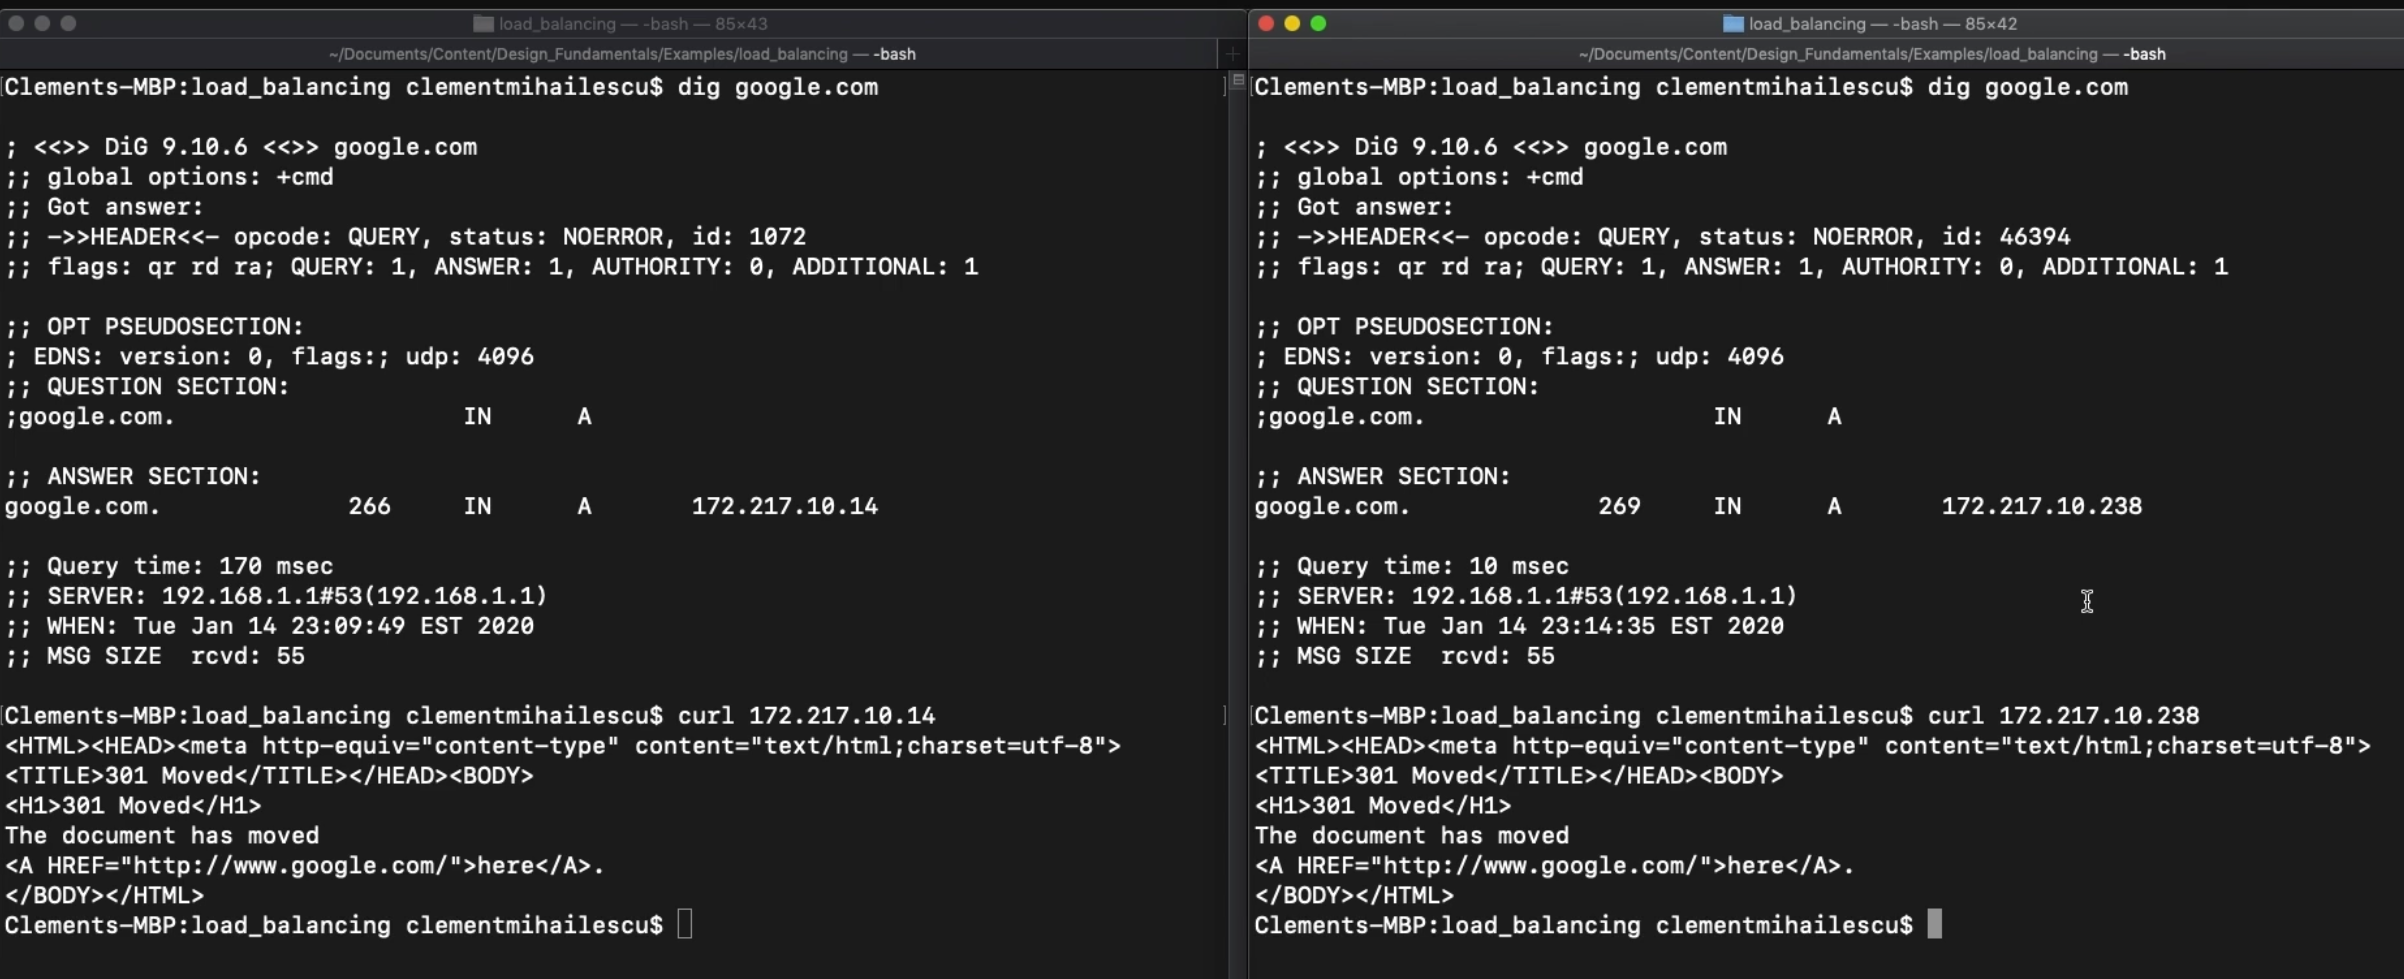 load_balancing — -bash — 85×43
~/Documents/Content/Design_Fundamentals/Examples/load_balancing — -bash
Clements-MBP:load_balancing clementmihailescu$ dig google.com
; <<>> DiG 9.10.6 <<>> google.com
;; global options: +cmd
;; Got answer:
;; ->>HEADER<<- opcode: QUERY, status: NOERROR, id: 1072
;; flags: qr rd ra; QUERY: 1, ANSWER: 1, AUTHORITY: 0, ADDITIONAL: 1
;; OPT PSEUDOSECTION:
; EDNS: version: 0, flags:; udp: 4096
;; QUESTION SECTION:
;google.com. IN A
;; ANSWER SECTION:
google.com. 266 IN A 172.217.10.14
;; Query time: 170 msec
;; SERVER: 192.168.1.1#53(192.168.1.1)
;; WHEN: Tue Jan 14 23:09:49 EST 2020
;; MSG SIZE  rcvd: 55
Clements-MBP:load_balancing clementmihailescu$ curl 172.217.10.14
<HTML><HEAD><meta http-equiv="content-type" content="text/html;charset=utf-8">
<TITLE>301 Moved</TITLE></HEAD><BODY>
<H1>301 Moved</H1>
The document has moved
<A HREF="http://www.google.com/">here</A>.
</BODY></HTML>
Clements-MBP:load_balancing clementmihailescu$
load_balancing — -bash — 85×42
~/Documents/Content/Design_Fundamentals/Examples/load_balancing — -bash
Clements-MBP:load_balancing clementmihailescu$ dig google.com
; <<>> DiG 9.10.6 <<>> google.com
;; global options: +cmd
;; Got answer:
;; ->>HEADER<<- opcode: QUERY, status: NOERROR, id: 46394
;; flags: qr rd ra; QUERY: 1, ANSWER: 1, AUTHORITY: 0, ADDITIONAL: 1
;; OPT PSEUDOSECTION:
; EDNS: version: 0, flags:; udp: 4096
;; QUESTION SECTION:
;google.com. IN A
;; ANSWER SECTION:
google.com. 269 IN A 172.217.10.238
;; Query time: 10 msec
;; SERVER: 192.168.1.1#53(192.168.1.1)
;; WHEN: Tue Jan 14 23:14:35 EST 2020
;; MSG SIZE  rcvd: 55
Clements-MBP:load_balancing clementmihailescu$ curl 172.217.10.238
<HTML><HEAD><meta http-equiv="content-type" content="text/html;charset=utf-8">
<TITLE>301 Moved</TITLE></HEAD><BODY>
<H1>301 Moved</H1>
The document has moved
<A HREF="http://www.google.com/">here</A>.
</BODY></HTML>
Clements-MBP:load_balancing clementmihailescu$